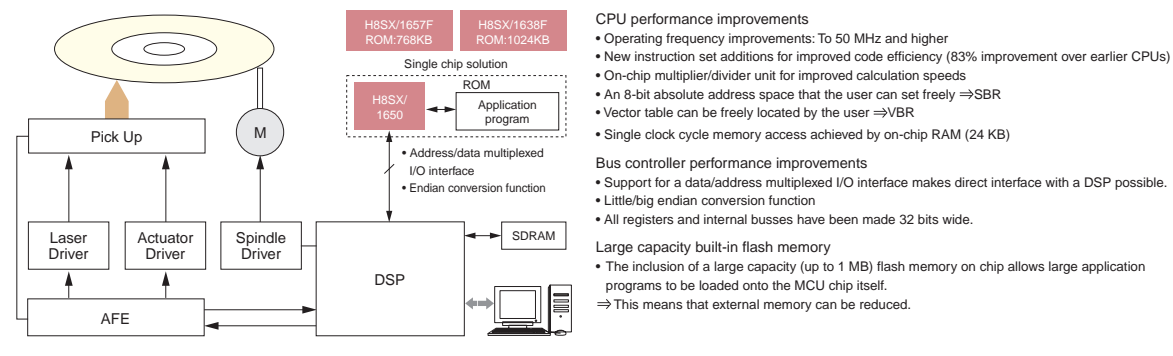 H8SX/1657F
ROM:768KB
H8SX/1638F
ROM:1024KB
Single chip solution
ROM
H8SX/
1650
Application
program
Pick Up
M
• Address/data multiplexed
I/O interface
• Endian conversion function
Laser
Driver
Actuator
Driver
Spindle
Driver
DSP
SDRAM
AFE
CPU performance improvements
• Operating frequency improvements: To 50 MHz and higher
• New instruction set additions for improved code efficiency (83% improvement over earlier CPUs)
• On-chip multiplier/divider unit for improved calculation speeds
• An 8-bit absolute address space that the user can set freely ⇒SBR
• Vector table can be freely located by the user ⇒VBR
• Single clock cycle memory access achieved by on-chip RAM (24 KB)
Bus controller performance improvements
• Support for a data/address multiplexed I/O interface makes direct interface with a DSP possible.
• Little/big endian conversion function
• All registers and internal busses have been made 32 bits wide.
Large capacity built-in flash memory
• The inclusion of a large capacity (up to 1 MB) flash memory on chip allows large application
programs to be loaded onto the MCU chip itself.
⇒This means that external memory can be reduced.